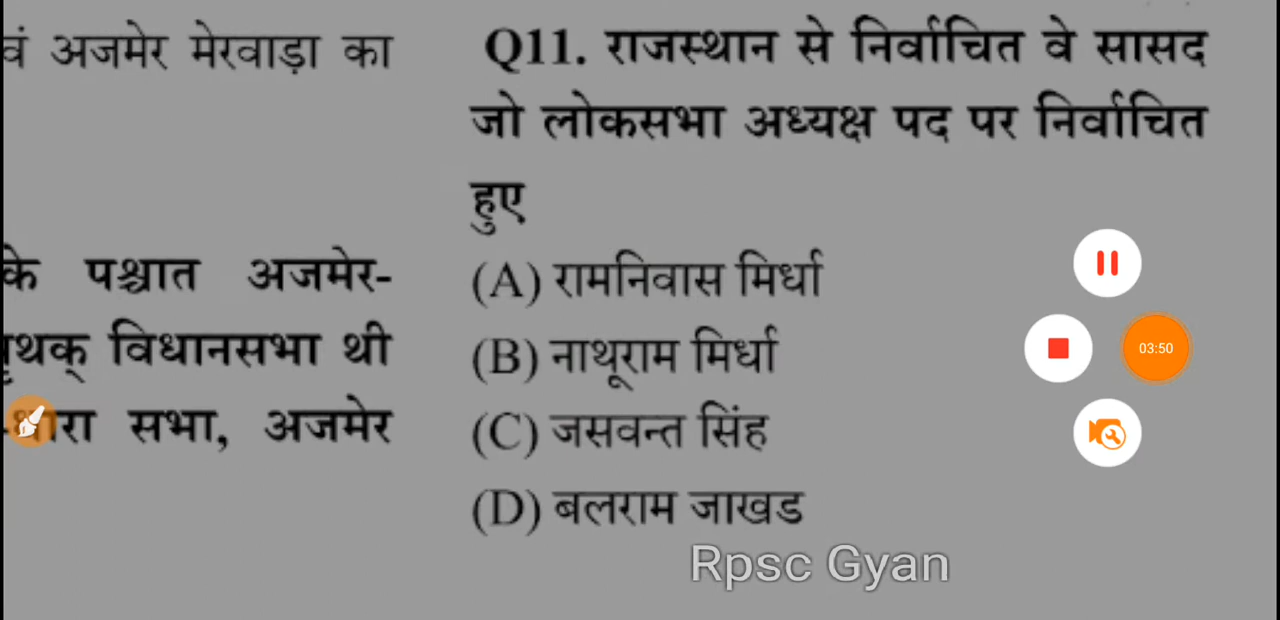 वं अजमेर मेरवाड़ा का
के पश्चात अजमेर-
पृथक् विधानसभा थी
सभा, अजमेर
Q11. राजस्थान से निर्वाचित वे सासद
जो लोकसभा अध्यक्ष पद पर निर्वाचित
हुए
(A) रामनिवास मिर्धा
(B) नाथूराम मिर्धा
(C) जसवन्त सिंह
(D) बलराम जाखड
03:50
Rpsc Gyan